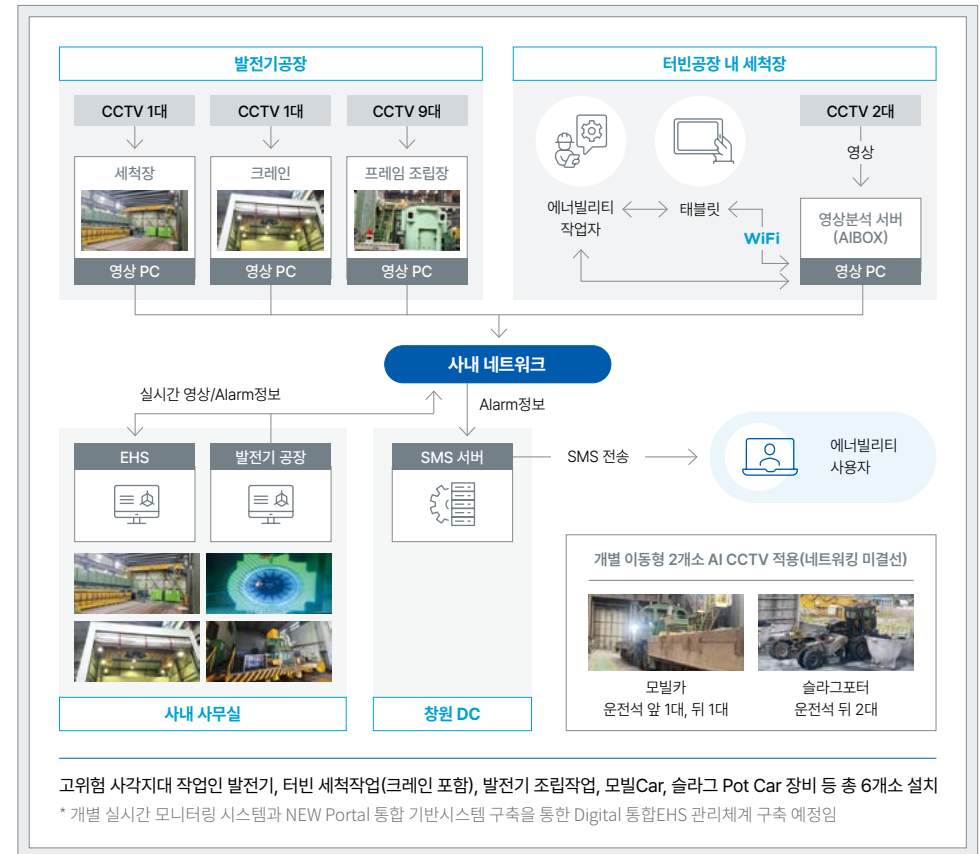 발전기공장
터빈공장 내 세척장
CCTV 1대
CCTV 1대
CCTV 9대
CCTV 2대
세척장
크레인
프레임 조립장
영상
에너빌리티
작업자
태블릿
WiFi
영상분석 서버
(AIBOX)
영상 PC
영상 PC
영상 PC
영상 PC
사내 네트워크
실시간 영상/Alarm정보
Alarm정보
EHS
발전기 공장
SMS 서버
SMS 전송
에너빌리티
사용자
개별 이동형 2개소 AI CCTV 적용(네트워킹 미결선)
모빌카
운전석 앞 1대, 뒤 1대
슬라그포터
운전석 뒤 2대
사내 사무실
창원 DC
고위험 사각지대 작업인 발전기, 터빈 세척작업(크레인 포함), 발전기 조립작업, 모빌Car, 슬라그 Pot Car 장비 등 총 6개소 설치
* 개별 실시간 모니터링 시스템과 NEW Portal 통합 기반시스템 구축을 통한 Digital 통합EHS 관리체계 구축 예정임